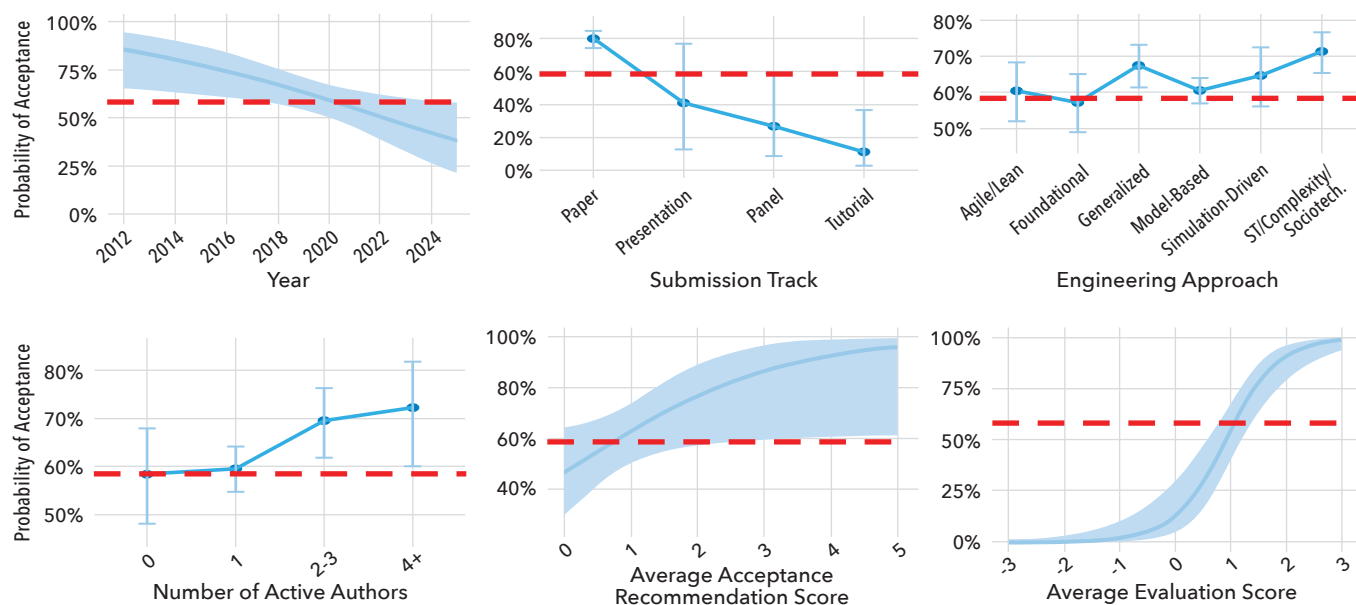 Probability of Acceptance
100%
75%
50%
25%
0%
2012
2014
2016
2018
2020
2022
2024
Year
80%
60%
40%
20%
0%
Paper
Presentation
Panel
Tutorial
Submission Track
80%
70%
60%
50%
Agile/Lean
Foundational
Generalized
Model-Based
Simulation-Driven
ST/Complexity/
Sociotech.
Engineering Approach
Probability of Acceptance
80%
70%
60%
50%
0
1
2-3
4+
Number of Active Authors
100%
80%
60%
40%
0
1
2
3
4
5
Average Acceptance
Recommendation Score
100%
75%
50%
25%
0%
-3
-2
-1
0
1
2
3
Average Evaluation Score